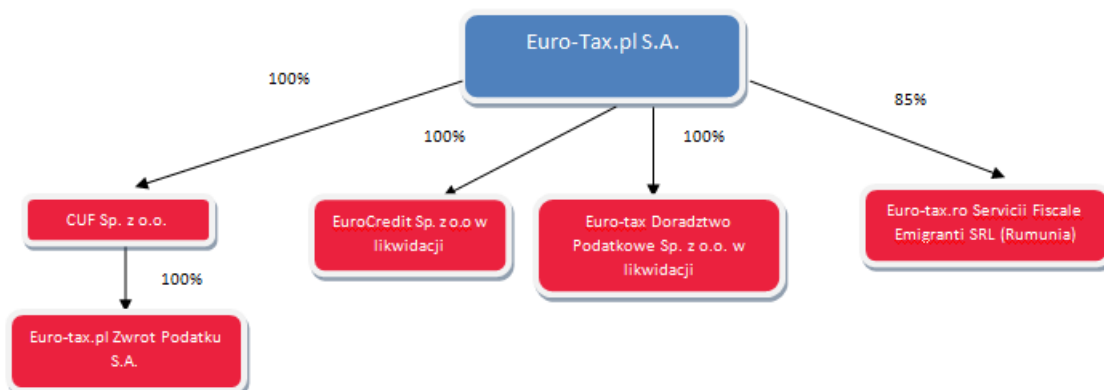 Euro-Tax.pl S.A.
100%
85%
100%
100%
CUF Sp. z o.o.
EuroCredit Sp. z o.o w
likwidacji
Euro-tax Doradztwo
Podatkowe Sp. z o.o. w
likwidacji
Euro-tax.ro Servicii Fiscale
Emigranti SRL (Rumunia)
100%
Euro-tax.pl Zwrot Podatku
S.A.